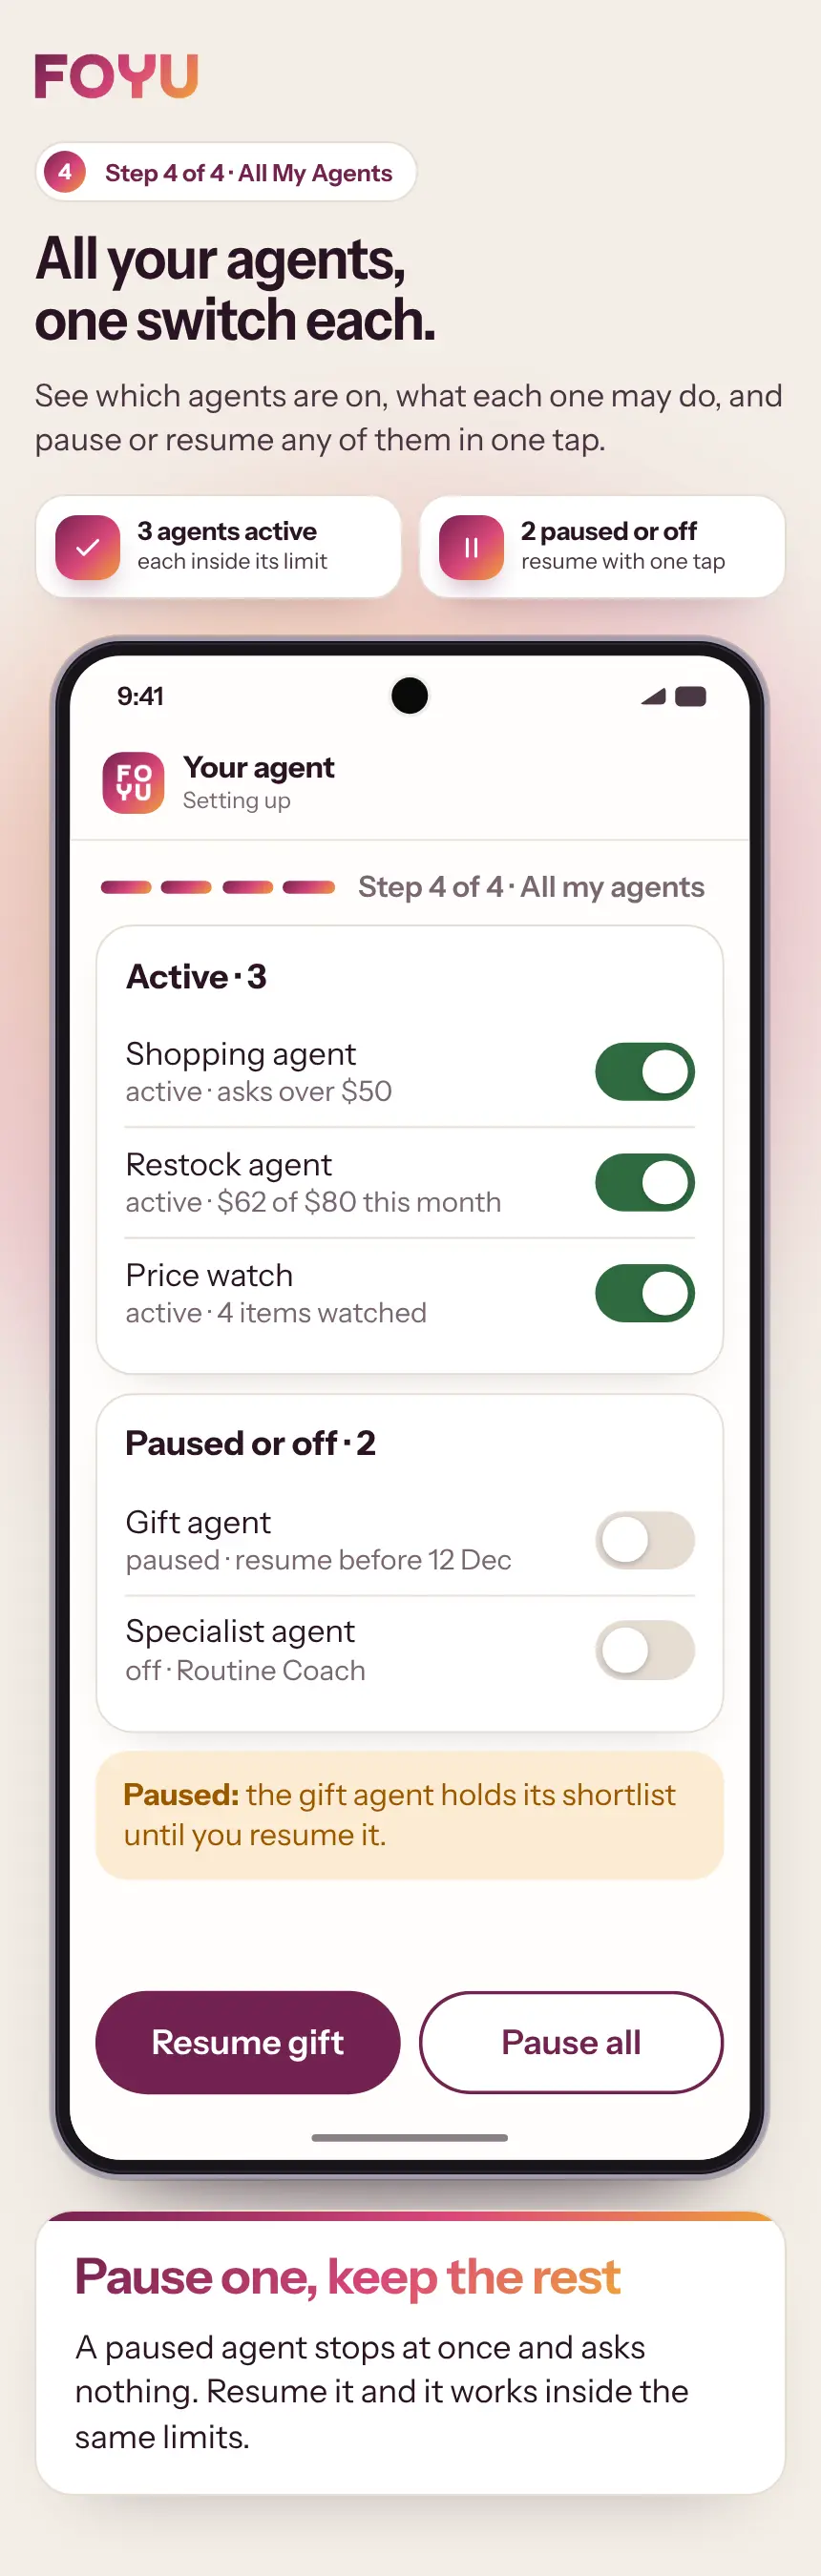 FOYU
4 Step 4 of 4 · All My Agents
All your agents,
one switch each.
See which agents are on, what each one may do, and
pause or resume any of them in one tap.
3 agents active
each inside its limit
2 paused or off
resume with one tap
9:41
FO
YU
Your agent
Setting up
Step 4 of 4 · All my agents
Active · 3
Shopping agent
active · asks over $50
Restock agent
active · $62 of $80 this month
Price watch
active · 4 items watched
Paused or off · 2
Gift agent
paused · resume before 12 Dec
Specialist agent
off · Routine Coach
Paused: the gift agent holds its shortlist
until you resume it.
Resume gift
Pause all
Pause one, keep the rest
A paused agent stops at once and asks
nothing. Resume it and it works inside the
same limits.